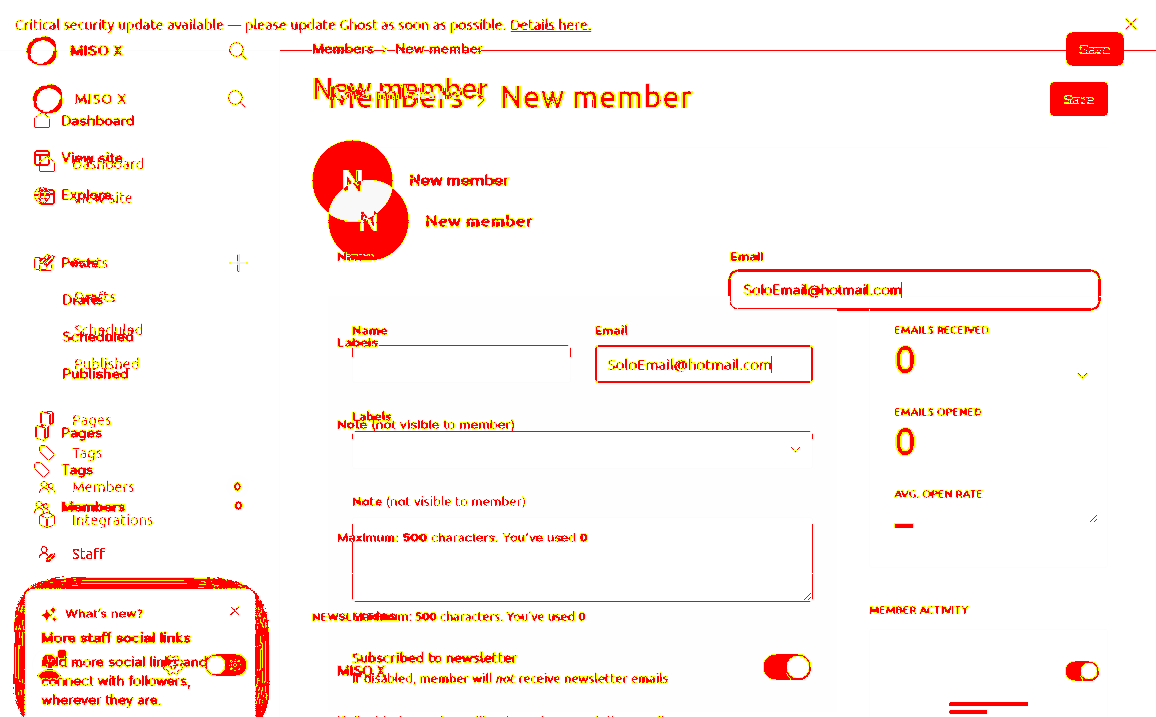 Critical security update available — please update Ghost as soon as possible. Details here.
MISO X
Members New member
Save
New member
Members > New member
Save
MISO X
Dashboard
View site
Dashboard
Explore
View site
New member
New member
N
N
Posts
Drafts
Drafts
Scheduled
Scheduled
Published
Published
Pages
Pages
Tags
Tags
Members 0
Members 0
Integrations
Staff
Name
Email
SoloEmail@hotmail.com
Name
Email
Labels
SoloEmail@hotmail.com
Labels
Note (not visible to member)
Note (not visible to member)
Maximum: 500 characters. You've used 0
Maximum: 500 characters. You've used 0
EMAILS RECEIVED
0
EMAILS OPENED
0
AVG. OPEN RATE
MEMBER ACTIVITY
Subscribed to newsletter
MISO X
If disabled, member will not receive newsletter emails
What's new?
More staff social links
Add more social links and
connect with followers,
wherever they are.